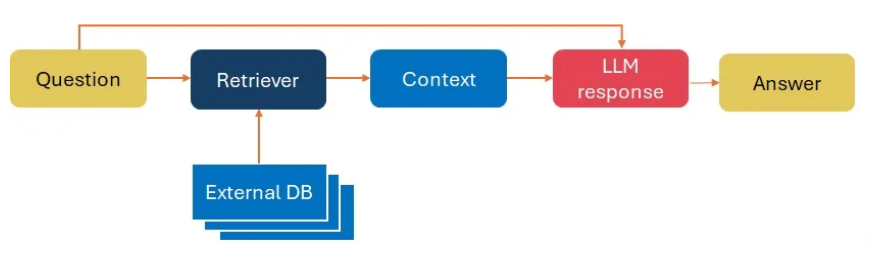 Question
Retriever
Context
LLM
response
Answer
External DB